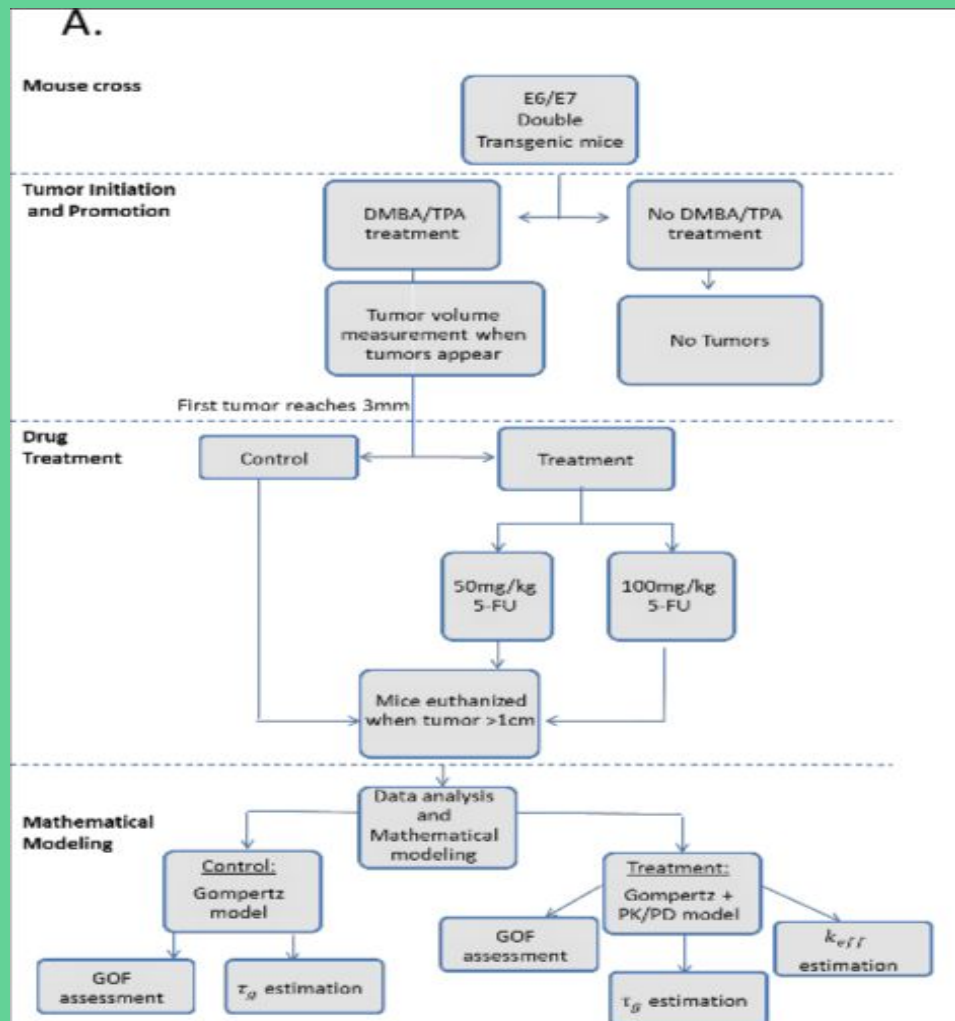 A.
Mouse cross
E6/E7
Double
Transgenic mice
Tumor Initiation
and Promotion
DMBA/TPA
treatment
No DMBA/TPA
treatment
Tumor volume
measurement when
tumors appear
No Tumors
First tumor reaches 3mm
Drug
Treatment
Control
Treatment
50mg/kg
5-FU
100mg/kg
5-FU
Mice euthanized
when tumor >1cm
Mathematical
Modeling
Data analysis
and
Mathematical
modeling
Control:
Gompertz
model
Treatment:
Gompertz +
PK/PD model
GOF
assessment
τg estimation
GOF
assessment
τg estimation
keff
estimation